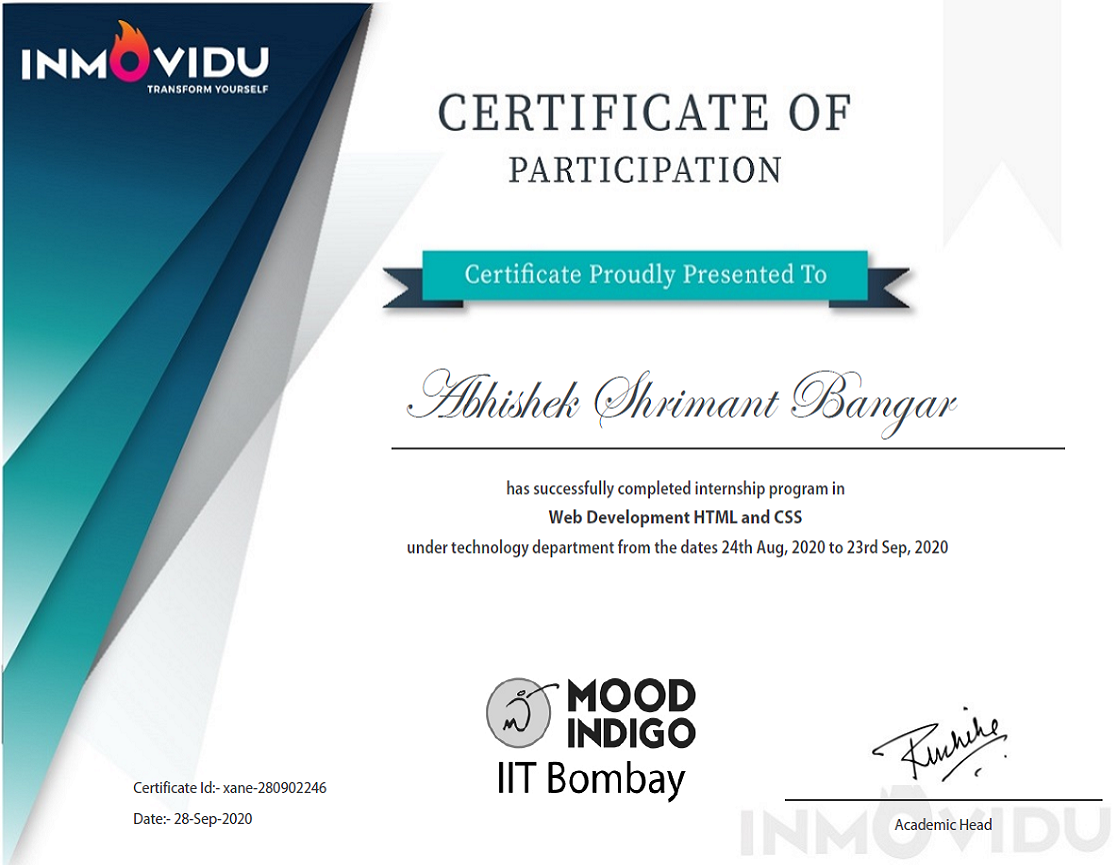 INMOVIDU
TRANSFORM YOURSELF
CERTIFICATE OF
PARTICIPATION
Certificate Proudly Presented To
Abhishek Shrimant Bangar
has successfully completed internship program in
Web Development HTML and CSS
under technology department from the dates 24th Aug, 2020 to 23rd Sep, 2020
MOOD
INDIGO
IIT Bombay
Certificate Id:- xane-280902246
Date:- 28-Sep-2020
Academic Head
INMOVIDU